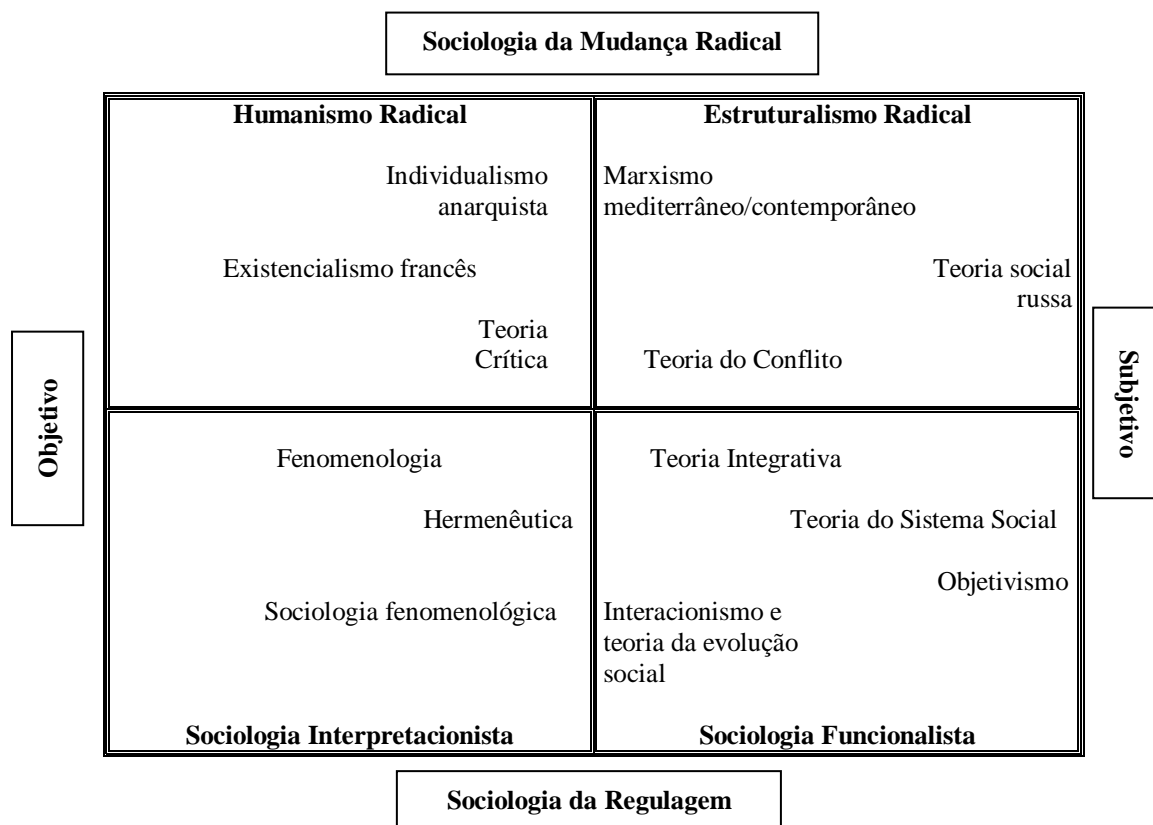 Sociologia da Mudança Radical
Humanismo Radical
Individualismo
anarquista
Existencialismo francês
Teoria
Crítica
Estruturalismo Radical
Marxismo
mediterrâneo/contemporâneo
Teoria social
russa
Teoria do Conflito
Objetivo
Subjetivo
Fenomenologia
Hermenêutica
Sociologia fenomenológica
Sociologia Interpretacionista
Teoria Integrativa
Teoria do Sistema Social
Objetivismo
Interacionismo e
teoria da evolução
social
Sociologia Funcionalista
Sociologia da Regulagem